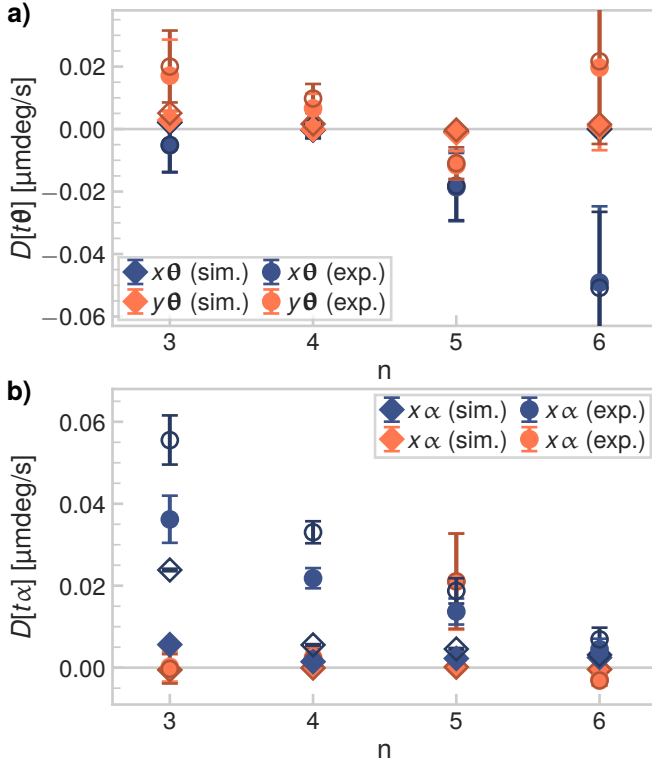 a)
0.02
0.00
−0.02
−0.04
−0.06
D[tθ] [μmdeg/s]
xθ (sim.) xθ (exp.)
yθ (sim.) yθ (exp.)
3 4 5 6
n
b)
0.06
0.04
0.02
0.00
D[tα] [μmdeg/s]
xα (sim.) xα (exp.)
xα (sim.) xα (exp.)
3 4 5 6
n